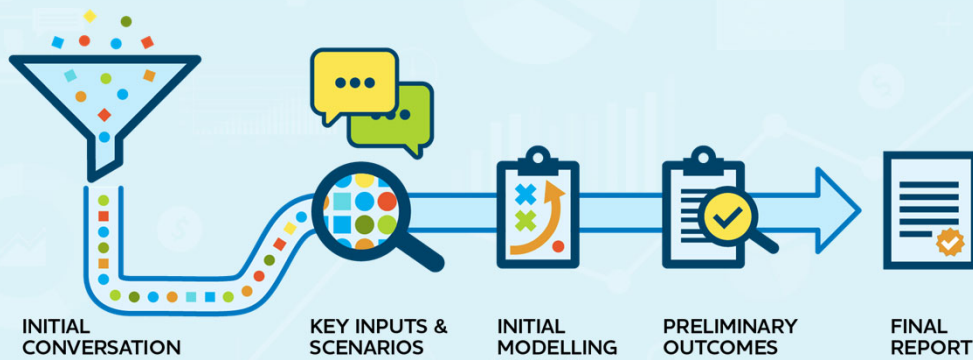 INITIAL
CONVERSATION
KEY INPUTS &
SCENARIOS
INITIAL
MODELLING
PRELIMINARY
OUTCOMES
FINAL
REPORT